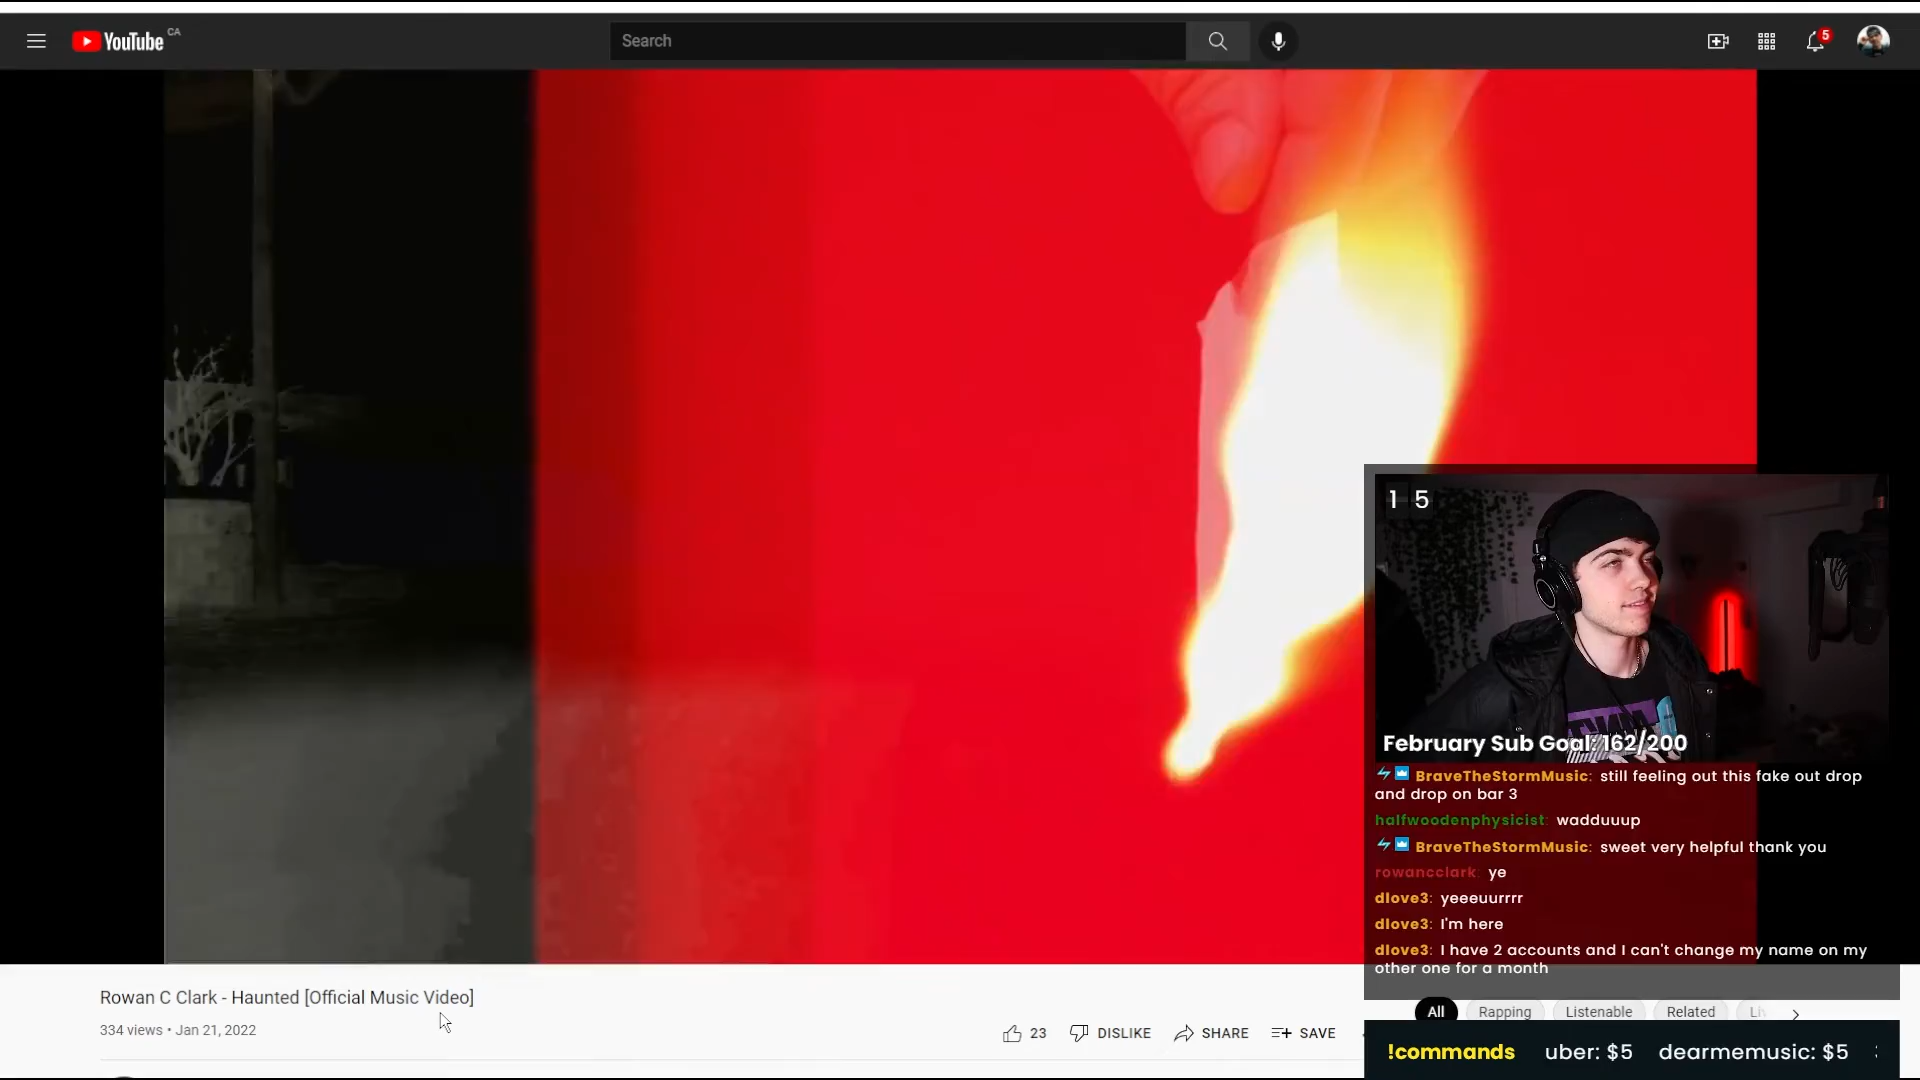 YouTube CA
Search
5
1 5
February Sub Goal: 162/200
BraveTheStormMusic: still feeling out this fake out drop
and drop on bar 3
halfwoodenphysicist: wadduuup
BraveTheStormMusic: sweet very helpful thank you
rowancclark: ye
dlove3: yeeeuurrrr
dlove3: I'm here
dlove3: I have 2 accounts and I can't change my name on my
other one for a month
Rowan C Clark - Haunted [Official Music Video]
334 views • Jan 21, 2022
23 DISLIKE SHARE SAVE
All Rapping Listenable Related
!commands uber: $5 dearmemusic: $5